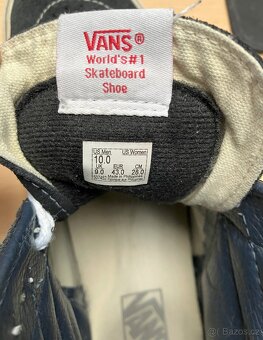 VANS®
World's#1
Skateboard
Shoe
US Men US Women
10.0
UK EUR CM
9.0 43.0 28.0
VANS